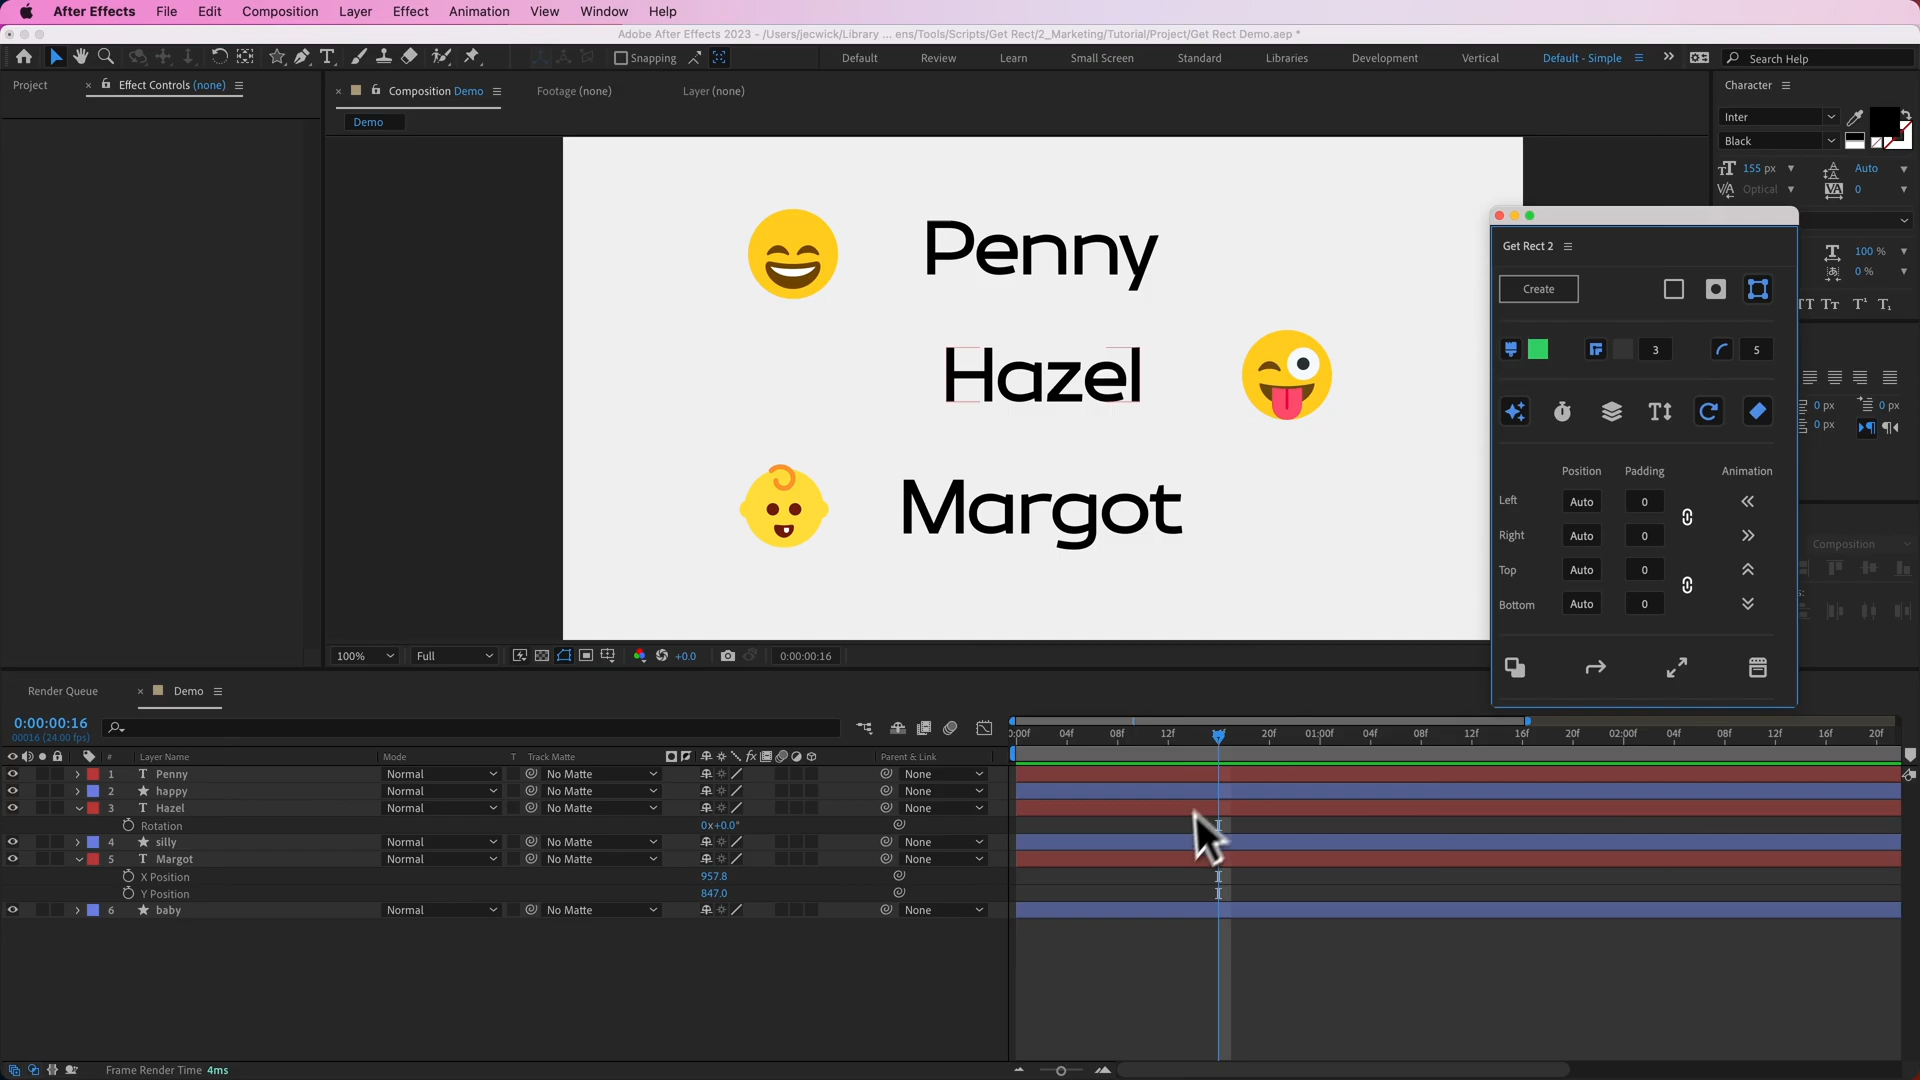 After Effects File Edit Composition Layer Effect Animation View Window Help
Adobe After Effects 2023 - /Users/jecwick/Library ... ens/Tools/Scripts/Get Rect/2_Marketing/Tutorial/Project/Get Rect Demo.aep *
Snapping Default Review Learn Small Screen Standard Libraries Development Vertical Default - Simple Search Help
Project Effect Controls (none) Composition Demo Footage (none) Layer (none) Character
Demo
Inter
Black
155 px Auto
Optical 0
100 %
0 %
Penny
Hazel
Margot
Get Rect 2
Create
3 5
0 px 0 px
0 px
Position Padding Animation
Left Auto 0
Right Auto 0
Top Auto 0
Bottom Auto 0
Composition
100% Full +0.0 0:00:00:16
Render Queue Demo
0:00:00:16
00016 (24.00 fps)
# Layer Name Mode T Track Matte fx Parent & Link
:00f 04f 08f 12f 20f 01:00f 04f 08f 12f 16f 20f 02:00f 04f 08f 12f 16f 20f
1 T Penny Normal No Matte None
2 happy Normal No Matte None
3 T Hazel Normal No Matte None
Rotation 0x+0.0°
4 silly Normal No Matte None
5 T Margot Normal No Matte None
X Position 957.8
Y Position 847.0
6 baby Normal No Matte None
Frame Render Time 4ms